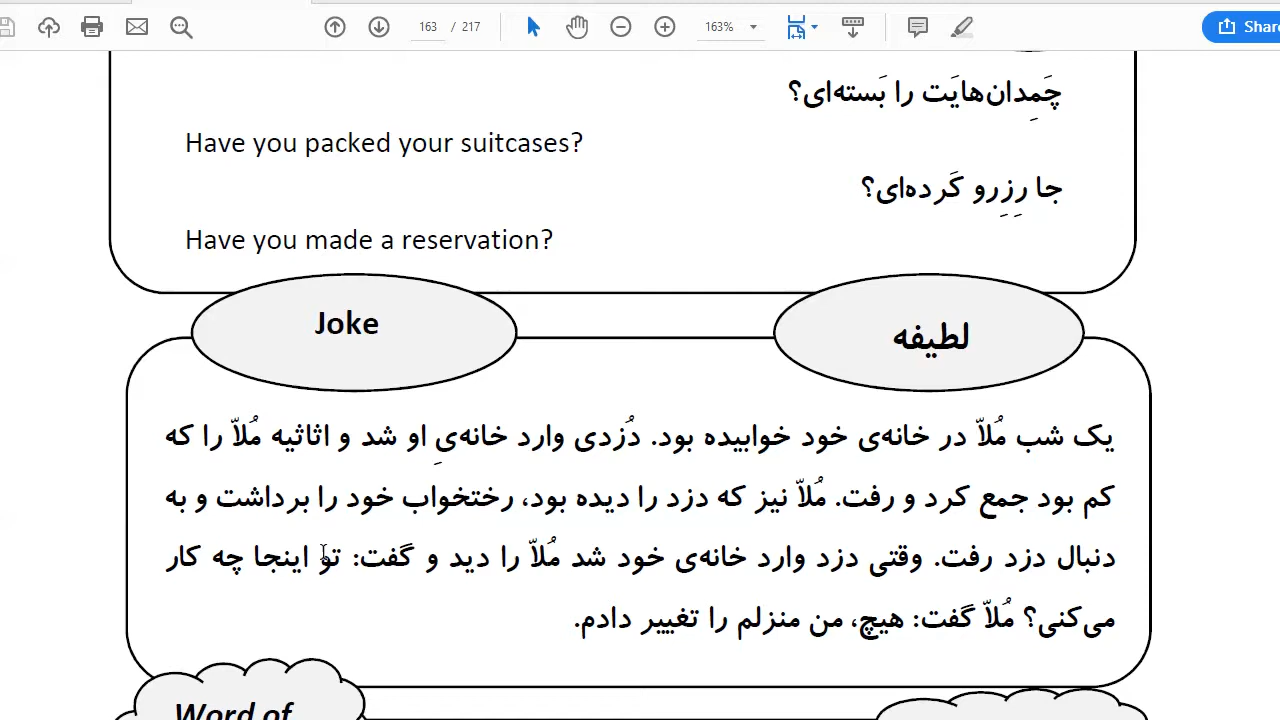 163 / 217
163%
Share
چَمِدان‌هایَت را بَسته‌ای؟
Have you packed your suitcases?
جا رِزِرو کَرده‌ای؟
Have you made a reservation?
Joke
لطیفه
یک شب مُلاّ در خانه‌ی خود خوابیده بود. دُزدی وارد خانه‌یِ او شد و اثاثیه مُلاّ را که
کم بود جمع کرد و رفت. مُلاّ نیز که دزد را دیده بود، رختخواب خود را برداشت و به
دنبال دزد رفت. وقتی دزد وارد خانه‌ی خود شد مُلاّ را دید و گفت: تو اینجا چه کار
می‌کنی؟ مُلاّ گفت: هیچ، من منزلم را تغییر دادم.
Word of